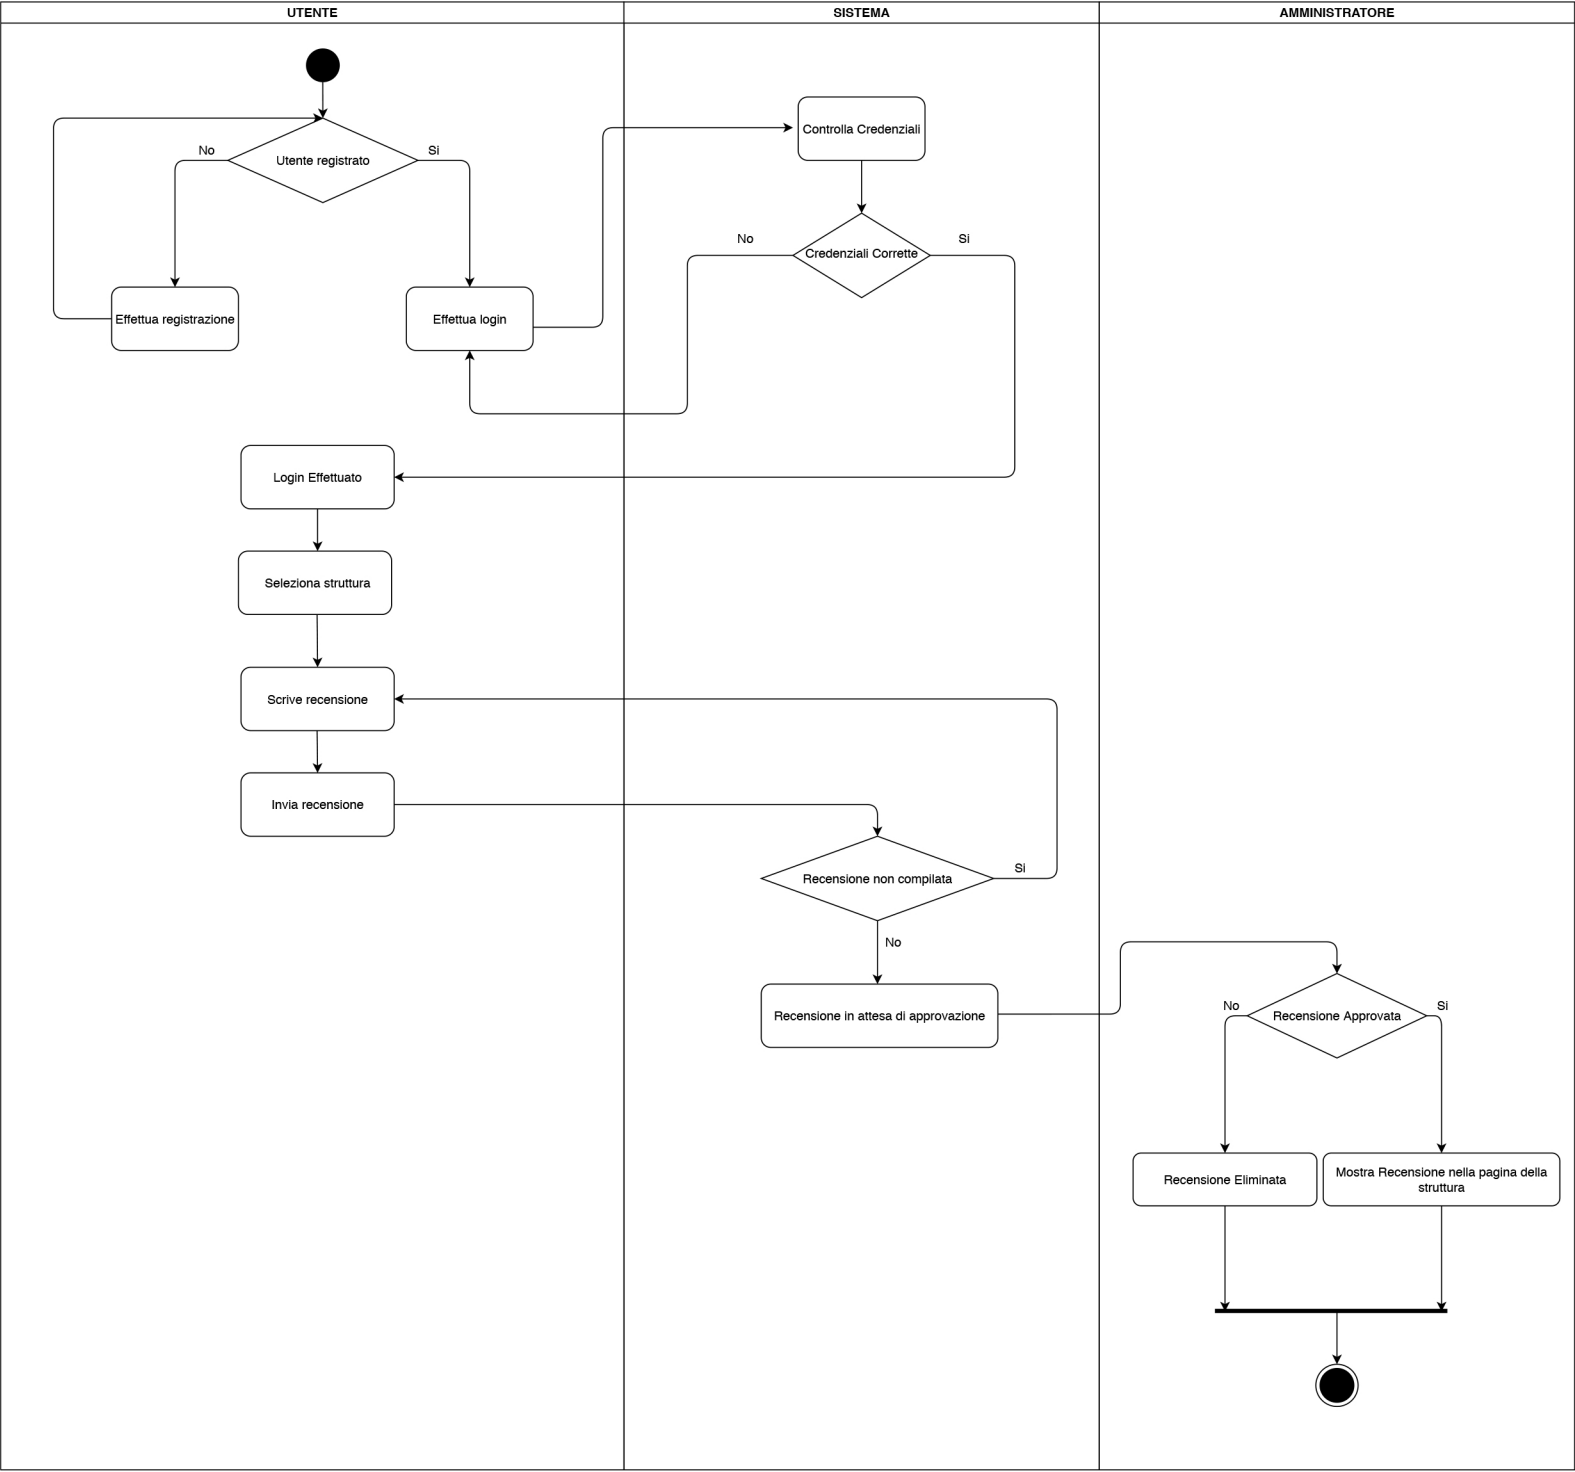 UTENTE
SISTEMA
AMMINISTRATORE
Controlla Credenziali
No
Si
Utente registrato
No
Si
Credenziali Corrette
Effettua registrazione
Effettua login
Login Effettuato
Seleziona struttura
Scrive recensione
Invia recensione
Si
Recensione non compilata
No
No
Si
Recensione in attesa di approvazione
Recensione Approvata
Recensione Eliminata
Mostra Recensione nella pagina della
struttura